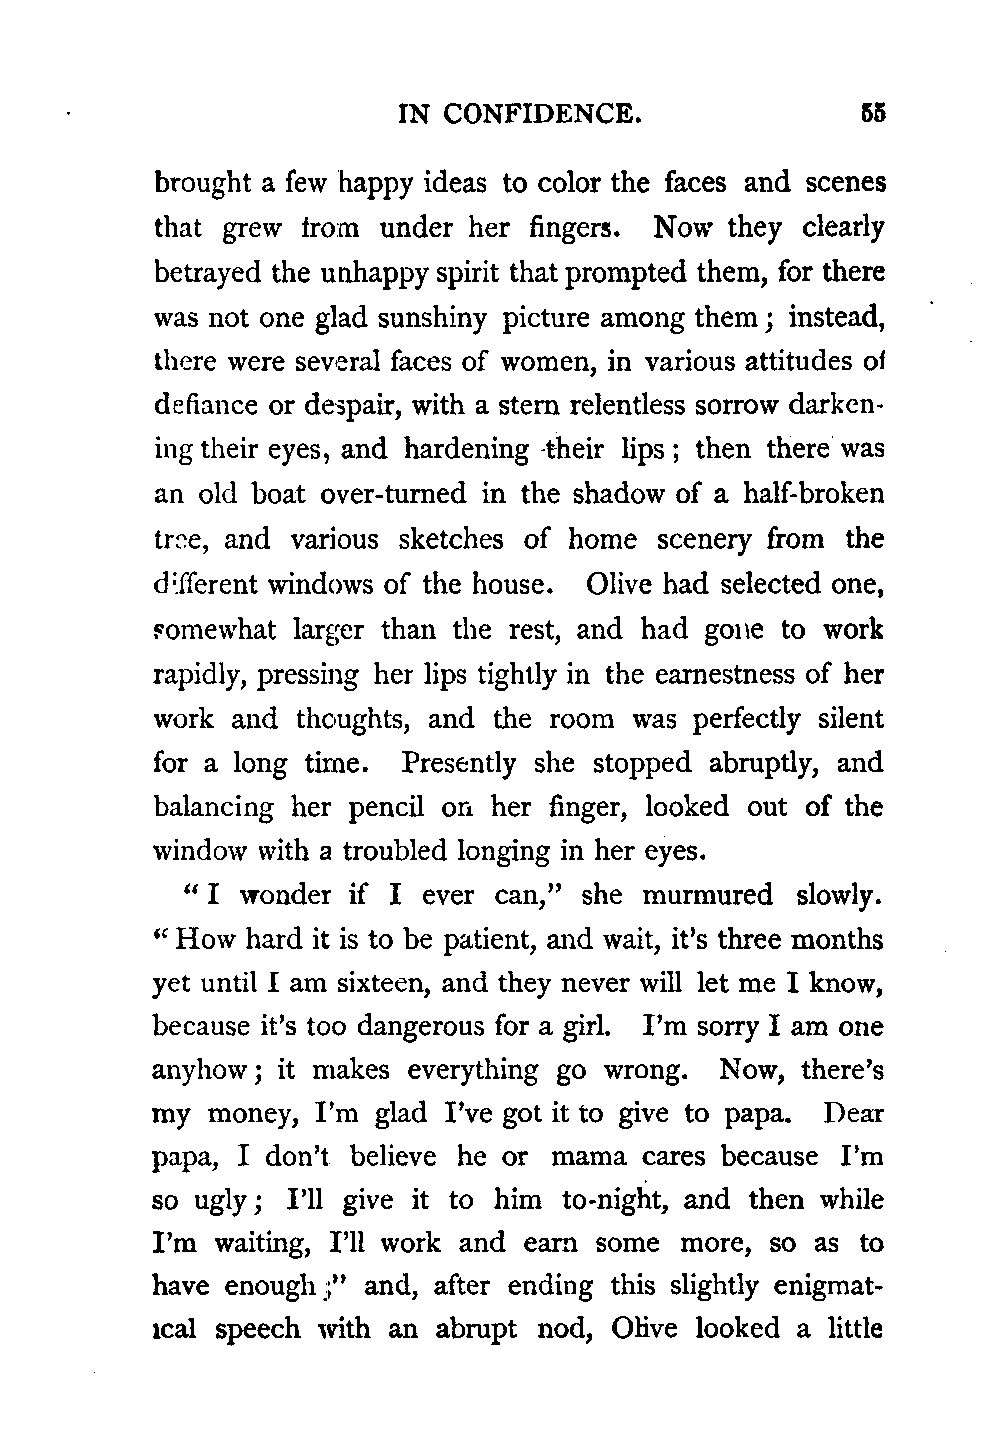 IN CONFIDENCE. 55
brought a few happy ideas to color the faces and scenes
that grew from under her fingers. Now they clearly
betrayed the unhappy spirit that prompted them, for there
was not one glad sunshiny picture among them; instead,
there were several faces of women, in various attitudes of
defiance or despair, with a stern relentless sorrow darken-
ing their eyes, and hardening their lips; then there was
an old boat over-turned in the shadow of a half-broken
tree, and various sketches of home scenery from the
different windows of the house. Olive had selected one,
somewhat larger than the rest, and had gone to work
rapidly, pressing her lips tightly in the earnestness of her
work and thoughts, and the room was perfectly silent
for a long time. Presently she stopped abruptly, and
balancing her pencil on her finger, looked out of the
window with a troubled longing in her eyes.
"I wonder if I ever can," she murmured slowly.
"How hard it is to be patient, and wait, it's three months
yet until I am sixteen, and they never will let me I know,
because it's too dangerous for a girl. I'm sorry I am one
anyhow; it makes everything go wrong. Now, there's
my money, I'm glad I've got it to give to papa. Dear
papa, I don't believe he or mama cares because I'm
so ugly; I'll give it to him to-night, and then while
I'm waiting, I'll work and earn some more, so as to
have enough;" and, after ending this slightly enigmat-
ical speech with an abrupt nod, Olive looked a little